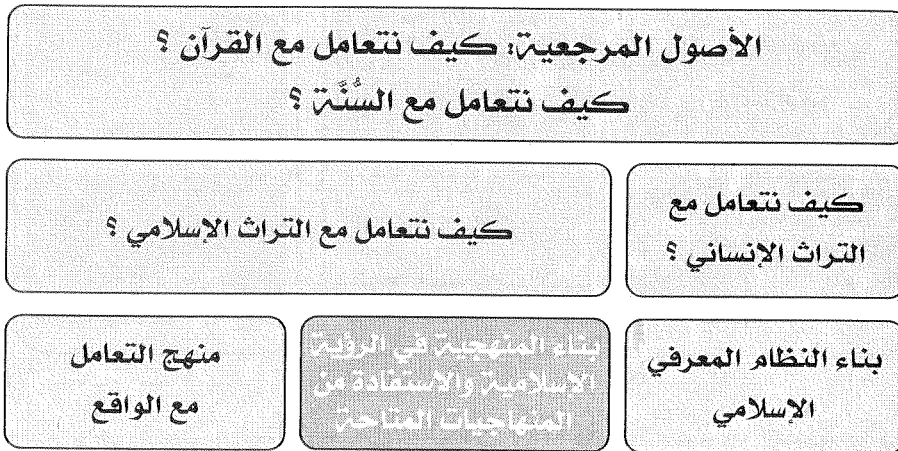 الأصول المرجعية: كيف نتعامل مع القرآن ؟
كيف نتعامل مع السُّنَّة ؟
كيف نتعامل مع
التراث الإنساني ؟
كيف نتعامل مع التراث الإسلامي ؟
بناء النظام المعرفي
الإسلامي
بناء المنهجية في الرؤية
الإسلامية والاستفادة من
المنهاجيات المتاحة
منهج التعامل
مع الواقع